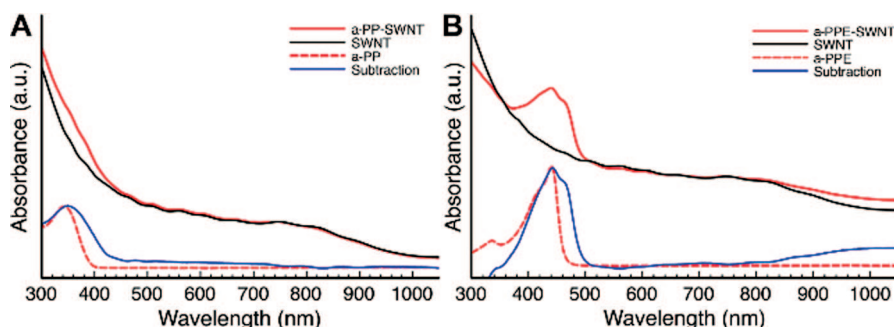 A
a-PP-SWNT
SWNT
a-PP
Subtraction
Absorbance (a.u.)
300 400 500 600 700 800 900 1000
Wavelength (nm)
B
a-PPE-SWNT
SWNT
a-PPE
Subtraction
Absorbance (a.u.)
300 400 500 600 700 800 900 1000
Wavelength (nm)